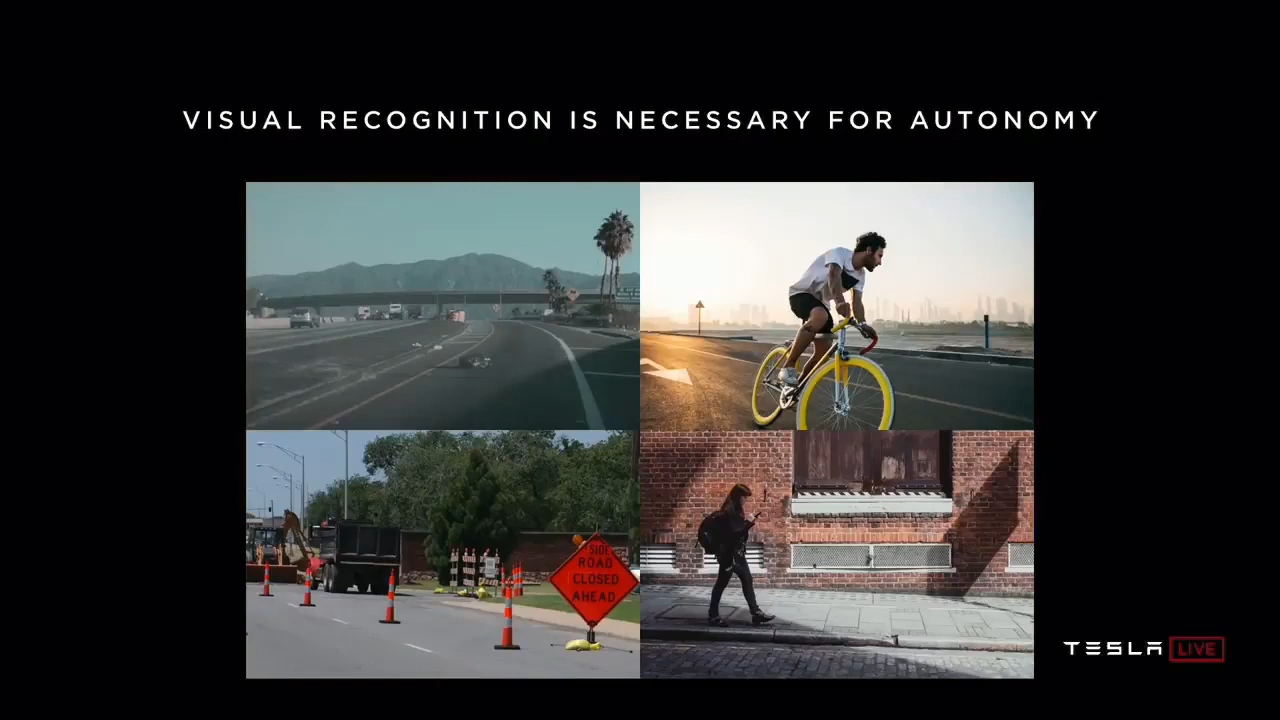 VISUAL RECOGNITION IS NECESSARY FOR AUTONOMY
SIDE
ROAD
CLOSED
AHEAD
TESLA LIVE